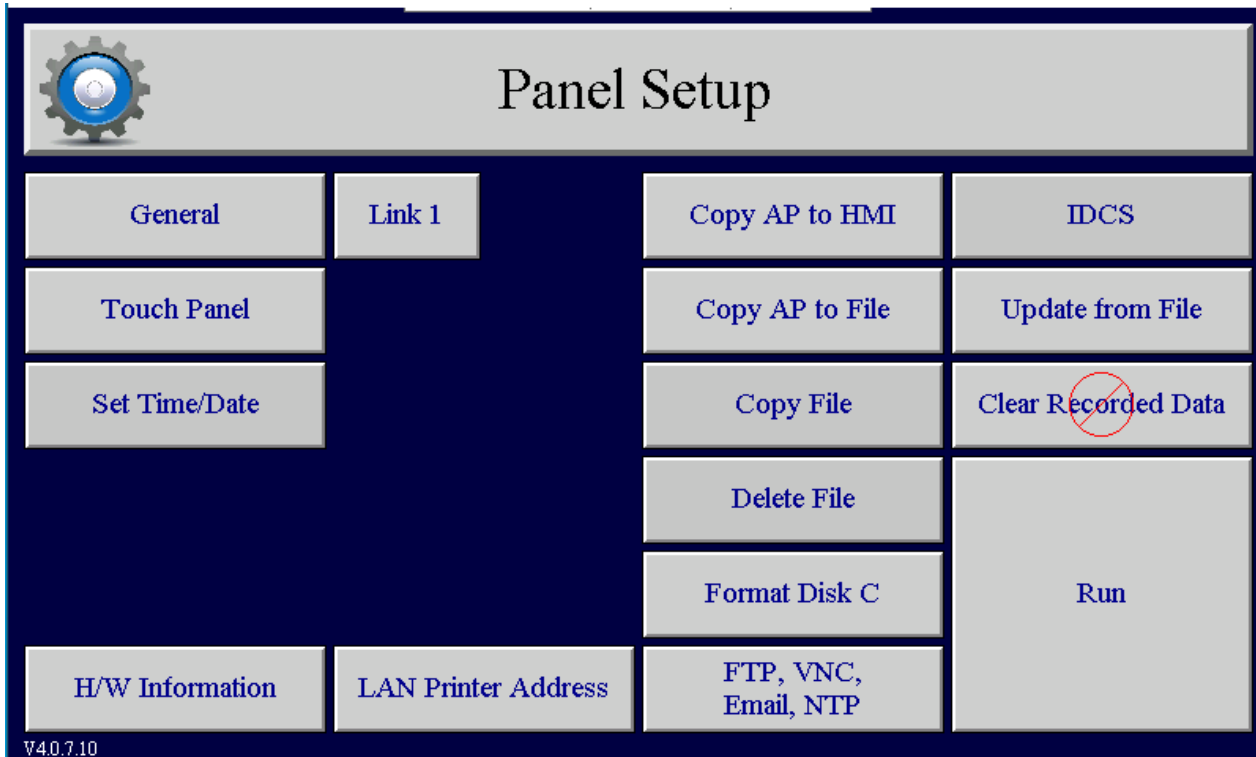 Panel Setup
General
Link 1
Copy AP to HMI
IDCS
Touch Panel
Copy AP to File
Update from File
Set Time/Date
Copy File
Clear Recorded Data
Delete File
Format Disk C
Run
H/W Information
LAN Printer Address
FTP, VNC,
Email, NTP
V4.0.7.10